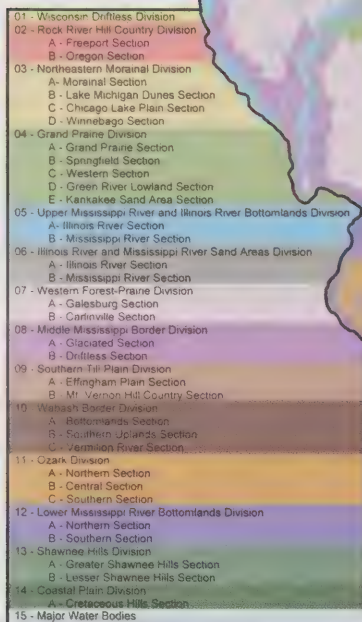 01 - Wisconsin Driftless Division
02 - Rock River Hill Country Division
A - Freeport Section
B - Oregon Section
03 - Northeastern Morainal Division
A- Morainal Section
B - Lake Michigan Dunes Section
C - Chicago Lake Plain Section
D - Winnebago Section
04 - Grand Prairie Division
A - Grand Prairie Section
B - Springfield Section
C - Western Section
D - Green River Lowland Section
E - Kankakee Sand Area Section
05 - Upper Mississippi River and Illinois River Bottomlands Division
A- Illinois River Section
B - Mississippi River Section
06 - Illinois River and Mississippi River Sand Areas Division
A - Illinois River Section
B - Mississippi River Section
07 - Western Forest-Prairie Division
A - Galesburg Section
B - Carlinville Section
08 - Middle Mississippi Border Division
A - Glaciated Section
B - Driftless Section
09 - Southern Till Plain Division
A - Effingham Plain Section
B - Mt. Vernon Hill Country Section
10 - Wabash Border Division
A - Bottomlands Section
B - Southern Uplands Section
C - Vermilion River Section
11 - Ozark Division
A - Northern Section
B - Central Section
C - Southern Section
12 - Lower Mississippi River Bottomlands Division
A - Northern Section
B - Southern Section
13 - Shawnee Hills Division
A - Greater Shawnee Hills Section
B - Lesser Shawnee Hills Section
14 - Coastal Plain Division
A - Cretaceous Hills Section
15 - Major Water Bodies